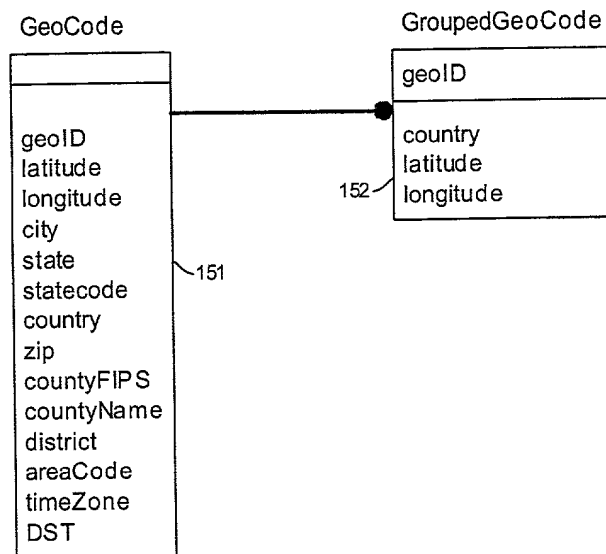 GeoCode
geoID
latitude
longitude
city
state
statecode
country
zip
countyFIPS
countyName
district
areaCode
timeZone
DST
151
GroupedGeoCode
geoID
country
latitude
longitude
152